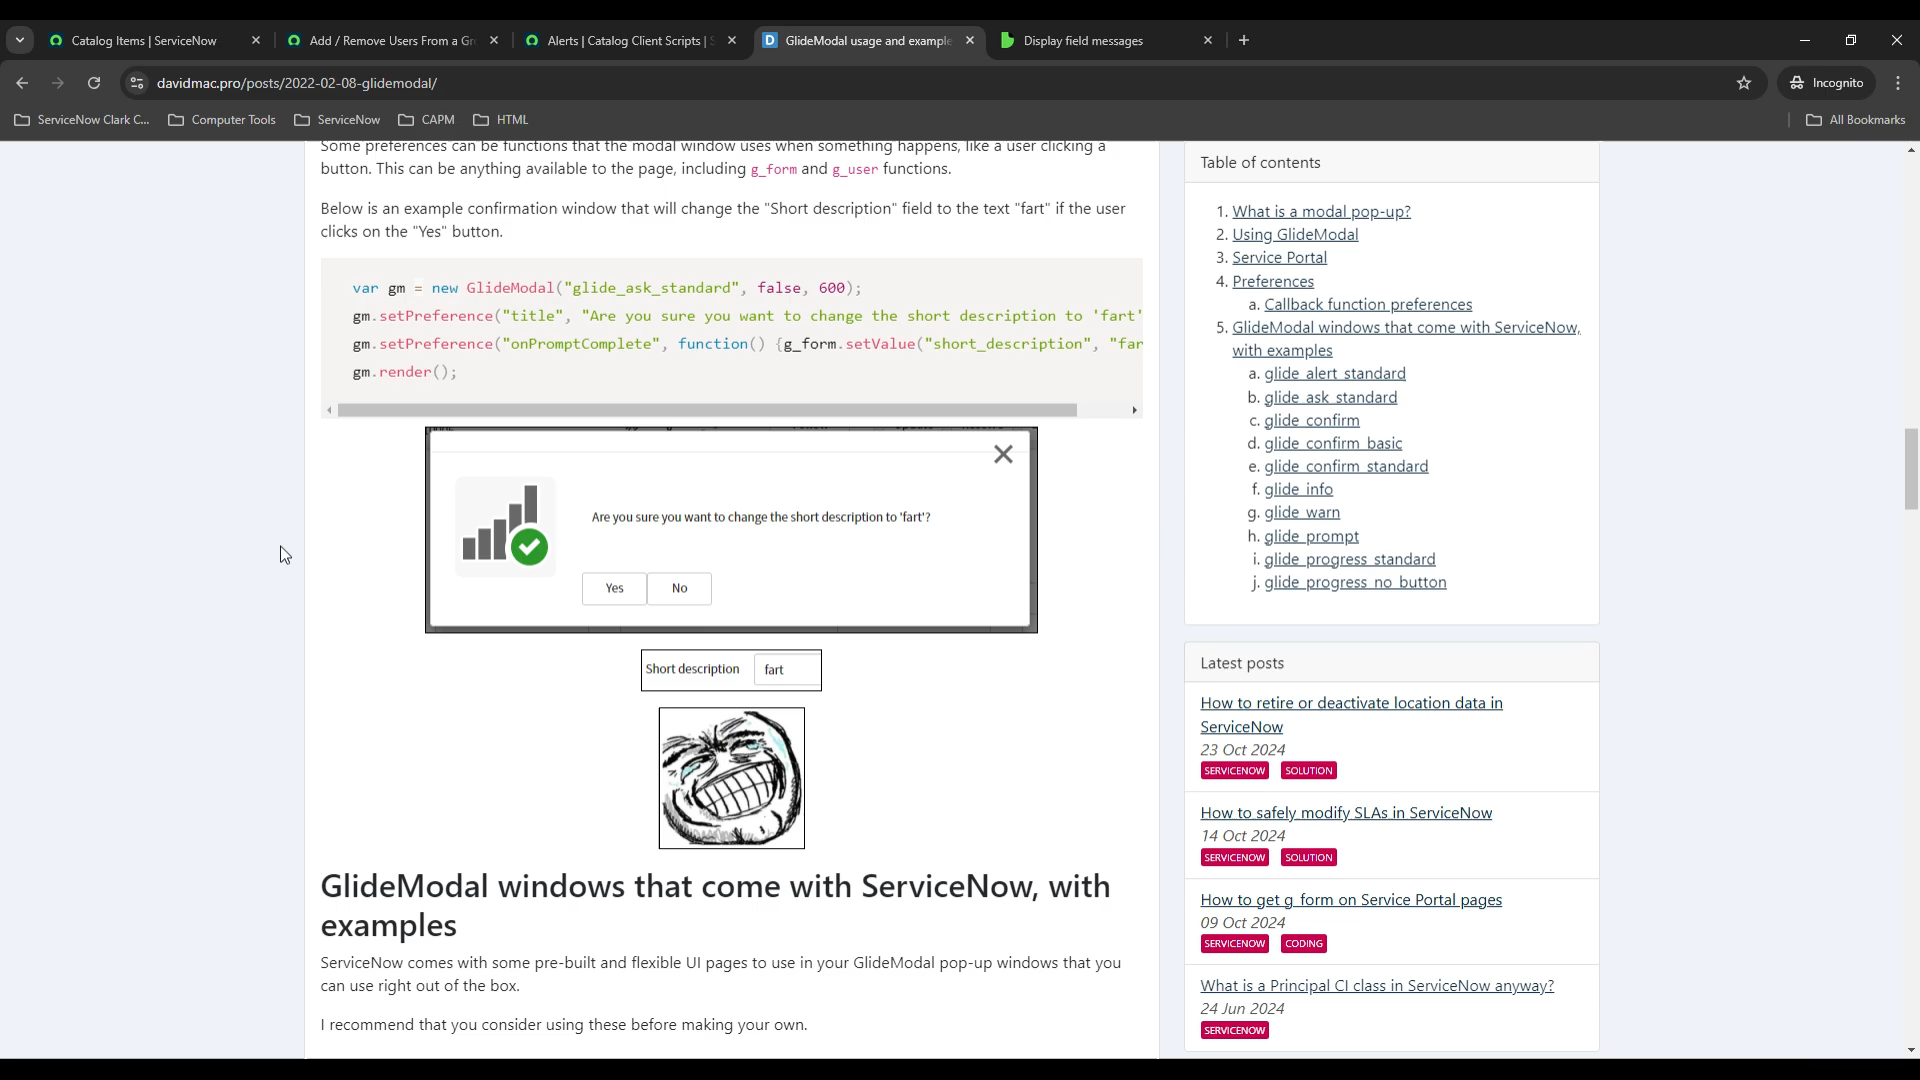 Catalog Items | ServiceNow
Add / Remove Users From a Gr
Alerts | Catalog Client Scripts | S
D GlideModal usage and example
Display field messages
davidmac.pro/posts/2022-02-08-glidemodal/
Incognito
ServiceNow Clark C...
Computer Tools
ServiceNow
CAPM
HTML
All Bookmarks
Some preferences can be functions that the modal window uses when something happens, like a user clicking a
button. This can be anything available to the page, including g_form and g_user functions.
Below is an example confirmation window that will change the "Short description" field to the text "fart" if the user
clicks on the "Yes" button.
var gm = new GlideModal("glide_ask_standard", false, 600);
gm.setPreference("title", "Are you sure you want to change the short description to 'fart'
gm.setPreference("onPromptComplete", function() {g_form.setValue("short_description", "far
gm.render();
Are you sure you want to change the short description to 'fart'?
Yes
No
Short description
fart
GlideModal windows that come with ServiceNow, with
examples
ServiceNow comes with some pre-built and flexible UI pages to use in your GlideModal pop-up windows that you
can use right out of the box.
I recommend that you consider using these before making your own.
Table of contents
1. What is a modal pop-up?
2. Using GlideModal
3. Service Portal
4. Preferences
a. Callback function preferences
5. GlideModal windows that come with ServiceNow,
with examples
a. glide_alert_standard
b. glide_ask_standard
c. glide_confirm
d. glide_confirm_basic
e. glide_confirm_standard
f. glide_info
g. glide_warn
h. glide_prompt
i. glide_progress_standard
j. glide_progress_no_button
Latest posts
How to retire or deactivate location data in
ServiceNow
23 Oct 2024
SERVICENOW SOLUTION
How to safely modify SLAs in ServiceNow
14 Oct 2024
SERVICENOW SOLUTION
How to get g_form on Service Portal pages
09 Oct 2024
SERVICENOW CODING
What is a Principal CI class in ServiceNow anyway?
24 Jun 2024
SERVICENOW